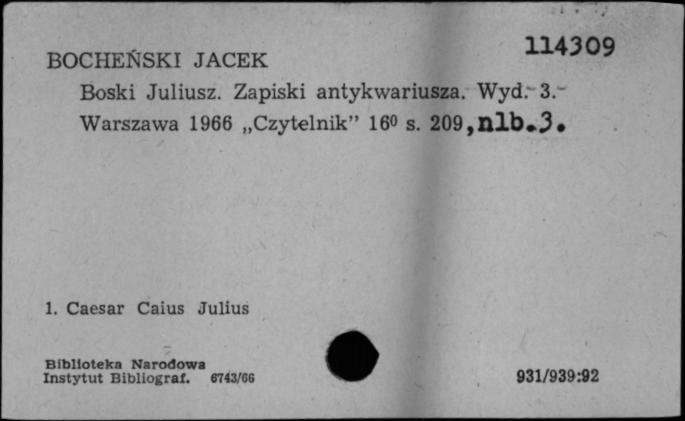 114309
BOCHEŃSKI JACEK
Boski Juliusz. Zapiski antykwariusza. Wyd. 3.
Warszawa 1966 „Czytelnik” 16⁰ s. 209, nlb. 3.
1. Caesar Caius Julius
Biblioteka Narodowa
Instytut Bibliograf. 6743/66
931/939:92